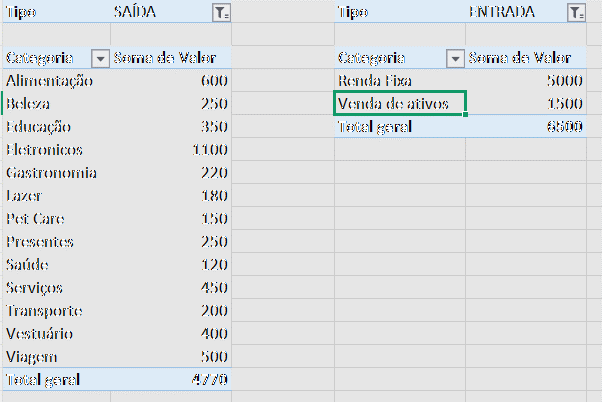 Tipo SAÍDA
Categoria Soma de Valor
Alimentação 600
Beleza 250
Educação 350
Eletronicos 1100
Gastronomia 220
Lazer 180
Pet Care 150
Presentes 250
Saúde 120
Serviços 450
Transporte 200
Vestuário 400
Viagem 500
Total geral 4770
Tipo ENTRADA
Categoria Soma de Valor
Renda Fixa 5000
Venda de ativos 1500
Total geral 6500